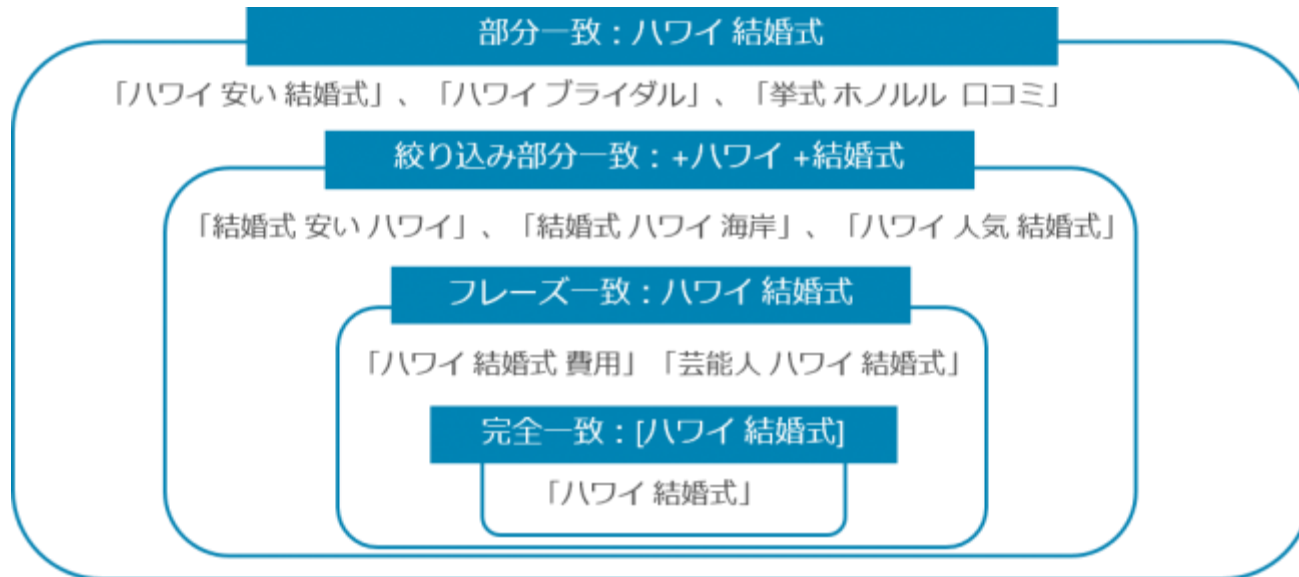 部分一致：ハワイ 結婚式
「ハワイ 安い 結婚式」、「ハワイ ブライダル」、「挙式 ホノルル 口コミ」
絞り込み部分一致：+ハワイ +結婚式
「結婚式 安い ハワイ」、「結婚式 ハワイ 海岸」、「ハワイ 人気 結婚式」
フレーズ一致：ハワイ 結婚式
「ハワイ 結婚式 費用」「芸能人 ハワイ 結婚式」
完全一致：[ハワイ 結婚式]
「ハワイ 結婚式」